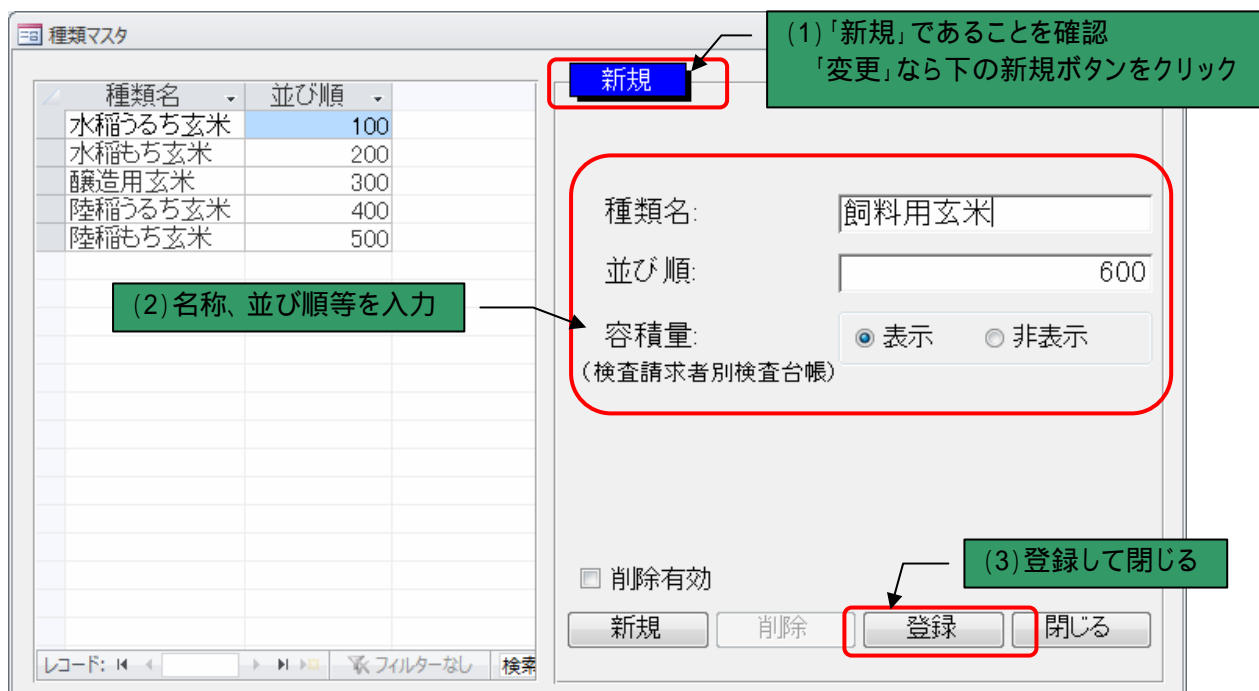 種類マスタ
(1)「新規」であることを確認
「変更」なら下の新規ボタンをクリック
新規
種類名 並び順
水稲うるち玄米 100
水稲もち玄米 200
醸造用玄米 300
陸稲うるち玄米 400
陸稲もち玄米 500
種類名: 飼料用玄米
並び順: 600
(2)名称、並び順等を入力
容積量: 表示 非表示
(検査請求者別検査台帳)
(3)登録して閉じる
削除有効
新規 削除 登録 閉じる
レコード: フィルターなし 検索